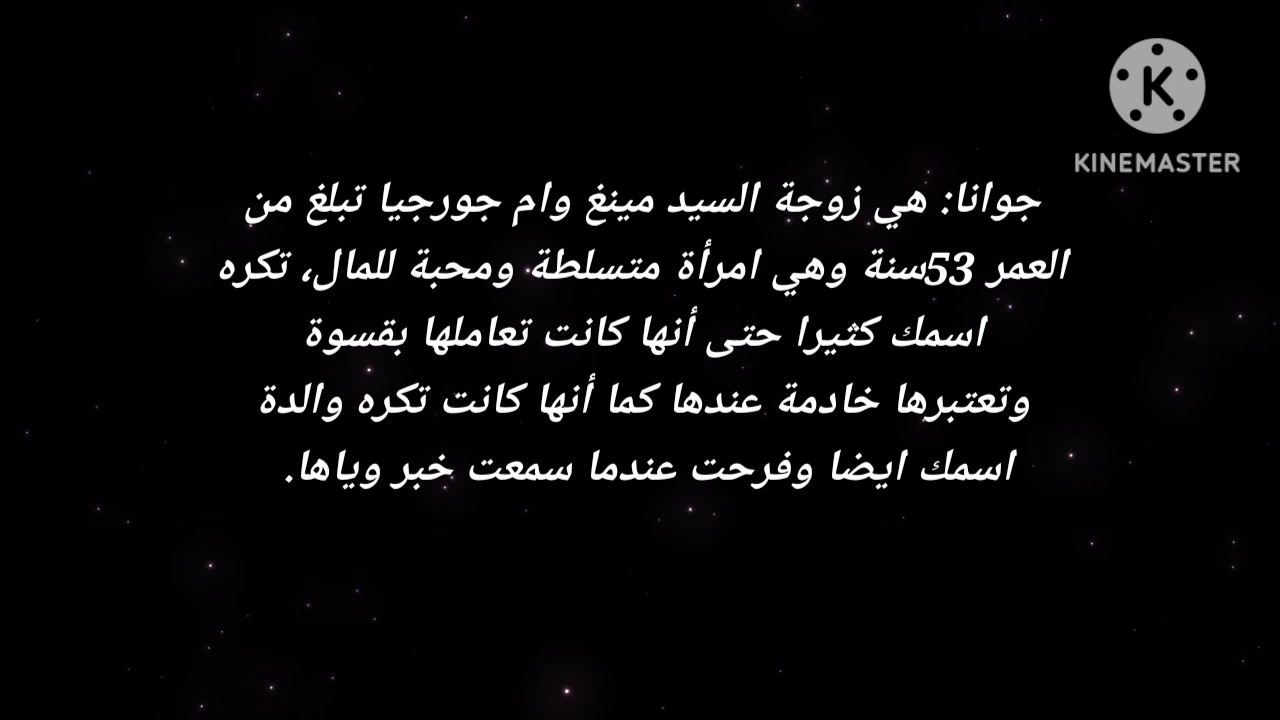 KINEMASTER
جوانا: هي زوجة السيد مينغ وام جورجيا تبلغ من
العمر 53سنة وهي امرأة متسلطة ومحبة للمال، تكره
اسمك كثيرا حتى أنها كانت تعاملها بقسوة
وتعتبرها خادمة عندها كما أنها كانت تكره والدة
اسمك ايضا وفرحت عندما سمعت خبر وياها.